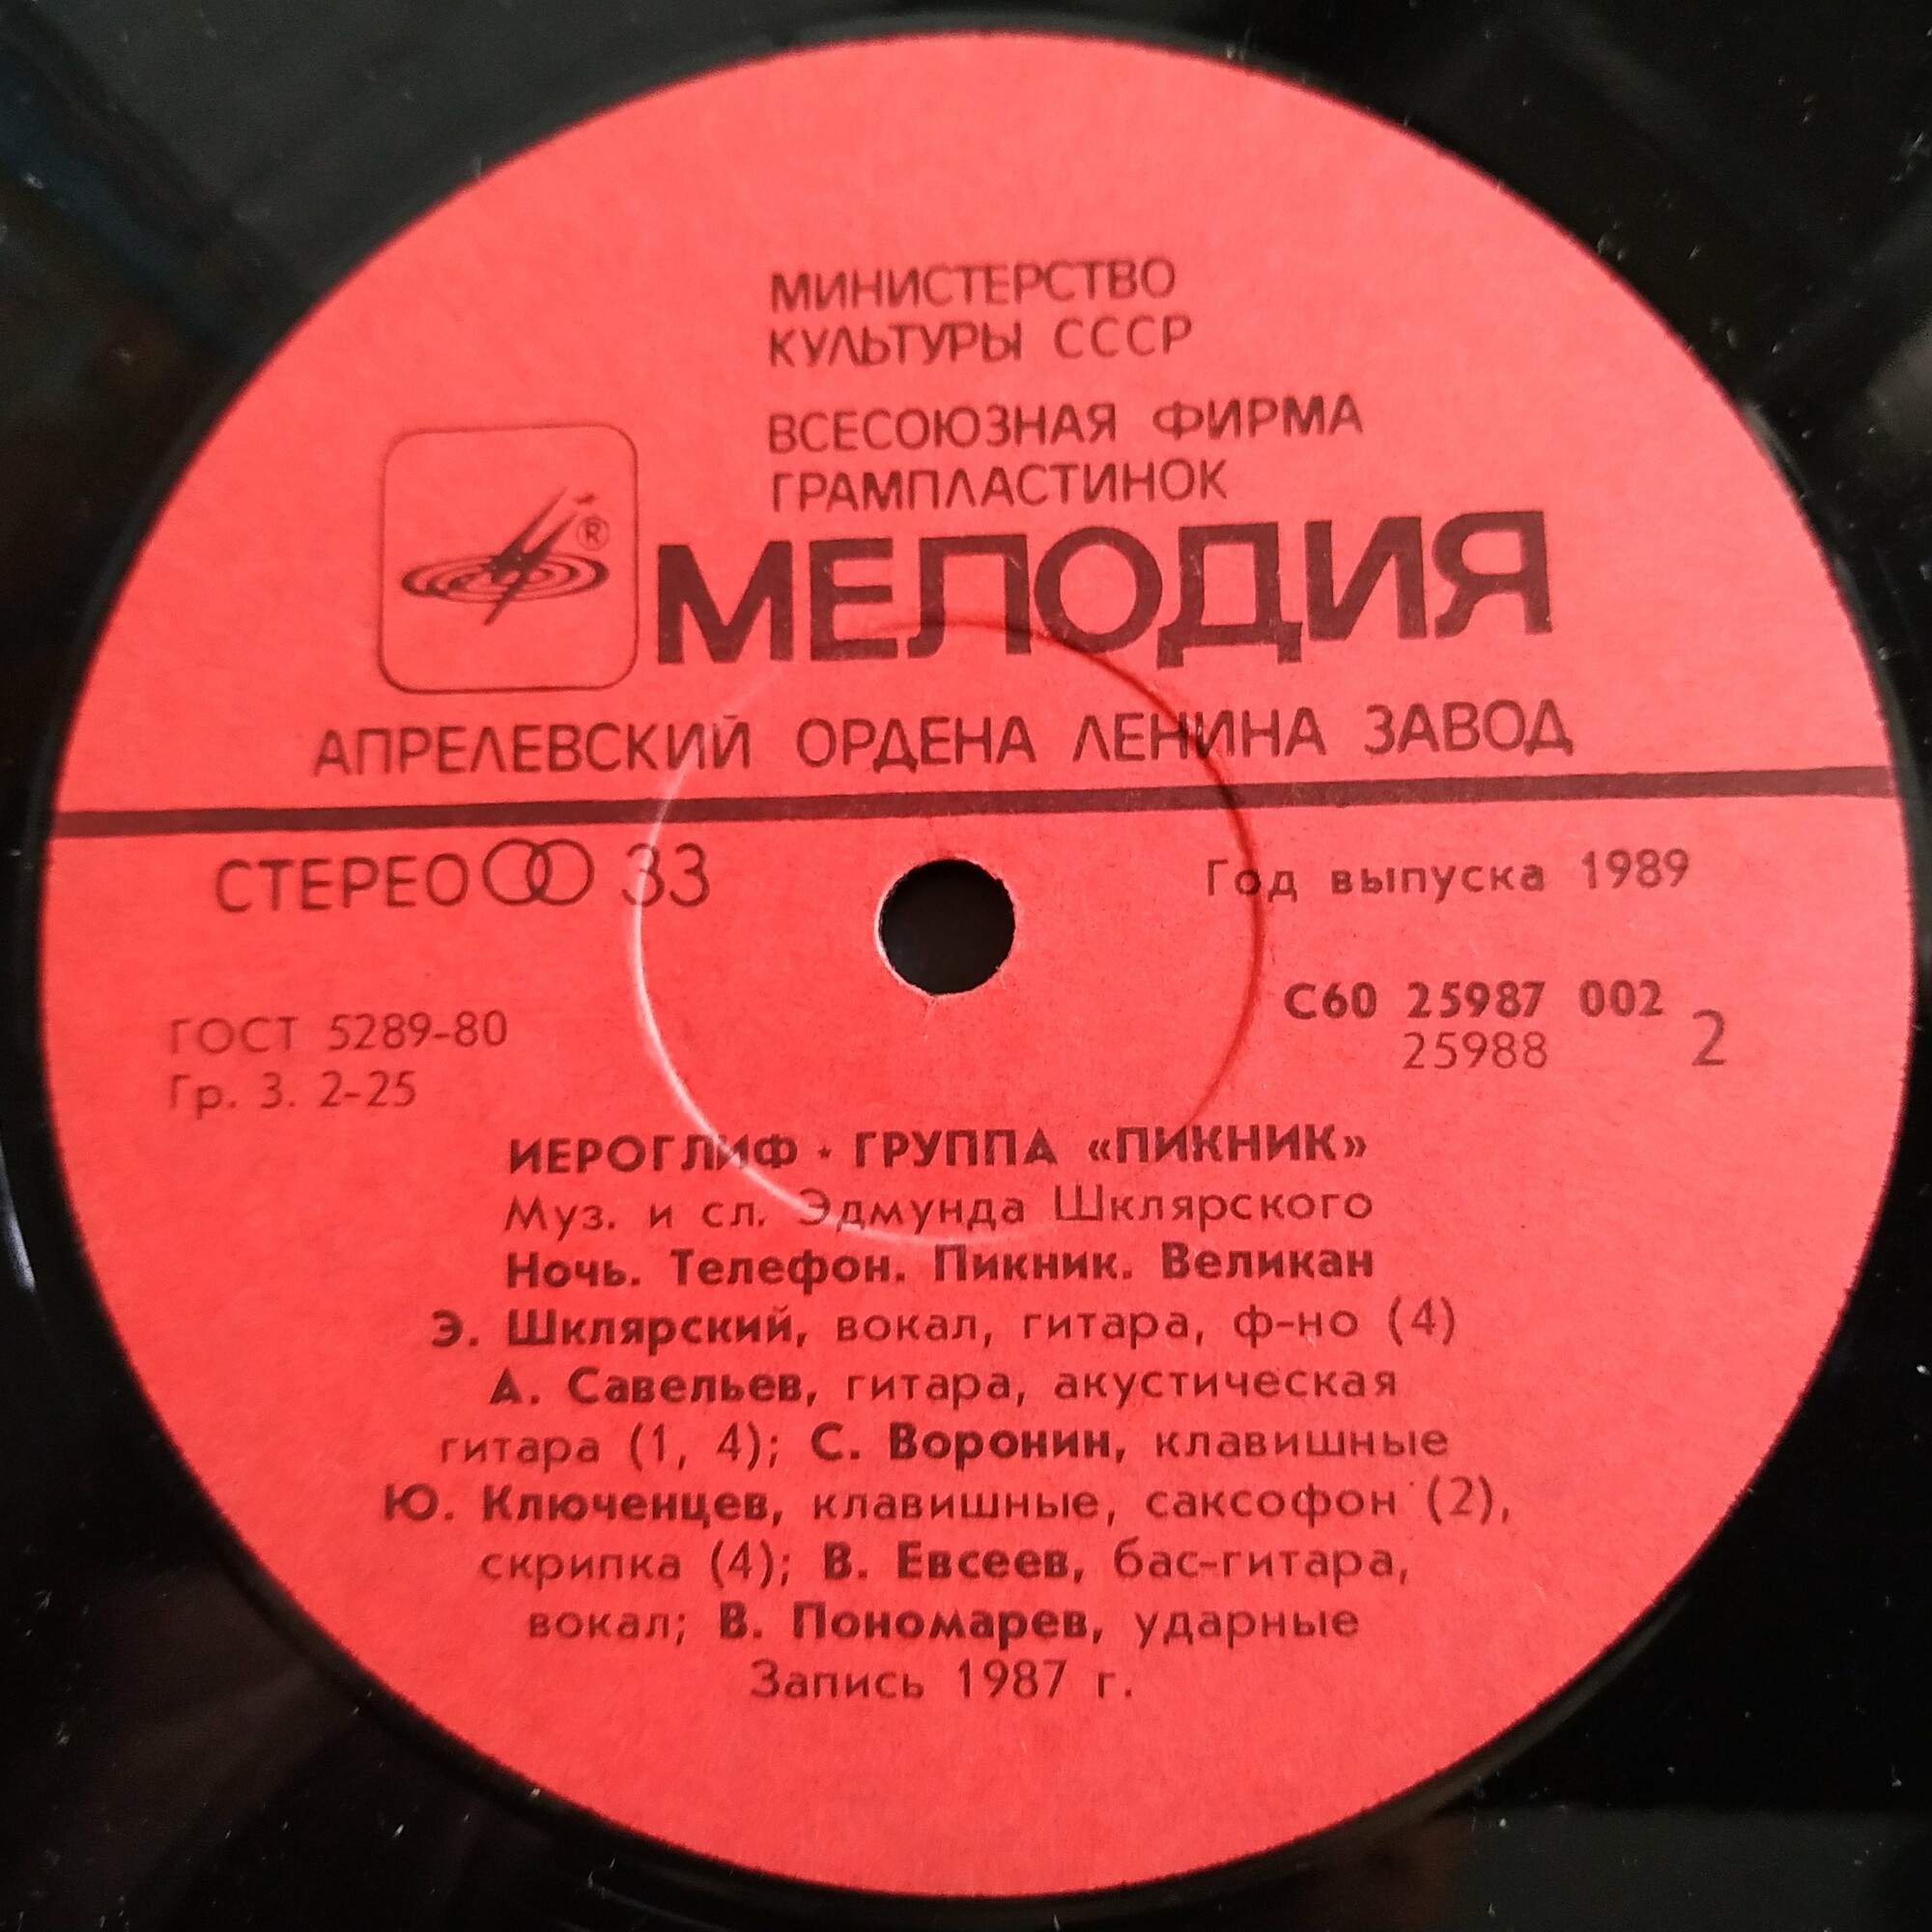 МИНИСТЕРСТВО
КУЛЬТУРЫ СССР
ВСЕСОЮЗНАЯ ФИРМА
ГРАМПЛАСТИНОК
®
МЕЛОДИЯ
АПРЕЛЕВСКИЙ ОРДЕНА ЛЕНИНА ЗАВОД
СТЕРЕО 33
Год выпуска 1989
ГОСТ 5289-80
Гр. 3. 2-25
С60 25987 002
25988
2
ИЕРОГЛИФ · ГРУППА «ПИКНИК»
Муз. и сл. Эдмунда Шклярского
Ночь. Телефон. Пикник. Великан
Э. Шклярский, вокал, гитара, ф-но (4)
А. Савельев, гитара, акустическая
гитара (1, 4); С. Воронин, клавишные
Ю. Ключенцев, клавишные, саксофон (2),
скрипка (4); В. Евсеев, бас-гитара,
вокал; В. Пономарев, ударные
Запись 1987 г.